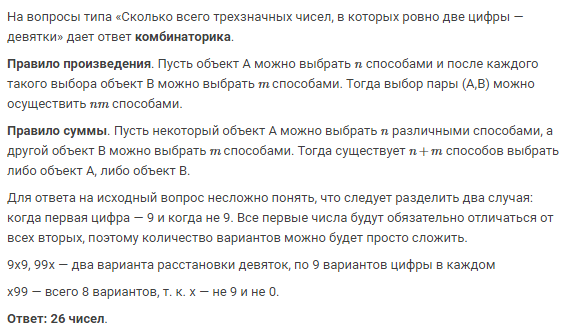 На вопросы типа «Сколько всего трехзначных чисел, в которых ровно две цифры —
девятки» дает ответ комбинаторика.
Правило произведения. Пусть объект А можно выбрать n способами и после каждого
такого выбора объект В можно выбрать m способами. Тогда выбор пары (А,В) можно
осуществить nm способами.
Правило суммы. Пусть некоторый объект А можно выбрать n различными способами, а
другой объект В можно выбрать m способами. Тогда существует n + m способов выбрать
либо объект А, либо объект В.
Для ответа на исходный вопрос несложно понять, что следует разделить два случая:
когда первая цифра — 9 и когда не 9. Все первые числа будут обязательно отличаться от
всех вторых, поэтому количество вариантов можно будет просто сложить.
9х9, 99х — два варианта расстановки девяток, по 9 вариантов цифры в каждом
х99 — всего 8 вариантов, т. к. х — не 9 и не 0.
Ответ: 26 чисел.